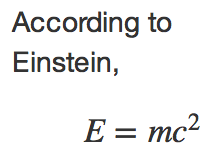 According to
Einstein,
E = mc²